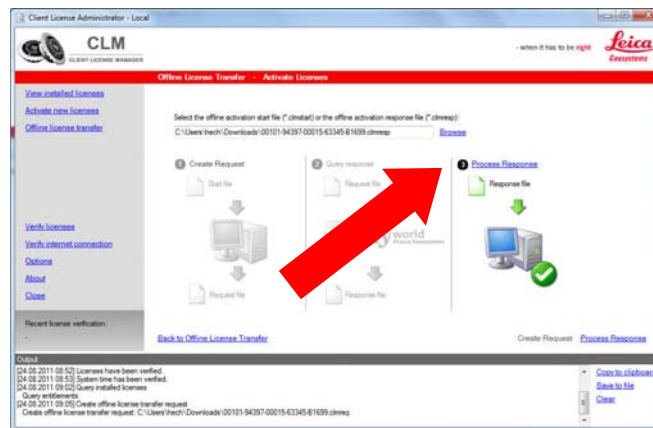 Client License Administrator - Local
CLM
CLIENT LICENSE MANAGER
- when it has to be right
Leica
Geosystems
Offline License Transfer - Activate Licenses
View installed licenses
Activate new licenses
Offline license transfer
Select the offline activation start file (*.clmstart) or the offline activation response file (*.clmresp):
C:\Users\hech\Downloads\00101-94397-00015-63345-B1699.clmresp
Browse
1 Create Request
2 Query response
3 Process Response
Start file
Request file
Response file
world
Request file
Response file
Verify licenses
Verify internet connection
Options
About
Close
Recent license verification:
-
Back to Offline License Transfer
Create Request Process Response
Output
[24.08.2011 08:52] Licenses have been verified.
[24.08.2011 08:53] System time has been verified.
[24.08.2011 09:02] Query installed licenses
Query entitlements
[24.08.2011 09:05] Create offline license transfer request
Create offline license transfer request: C:\Users\hech\Downloads\00101-94397-00015-63345-B1699.clmreq
Copy to clipboard
Save to file
Clear